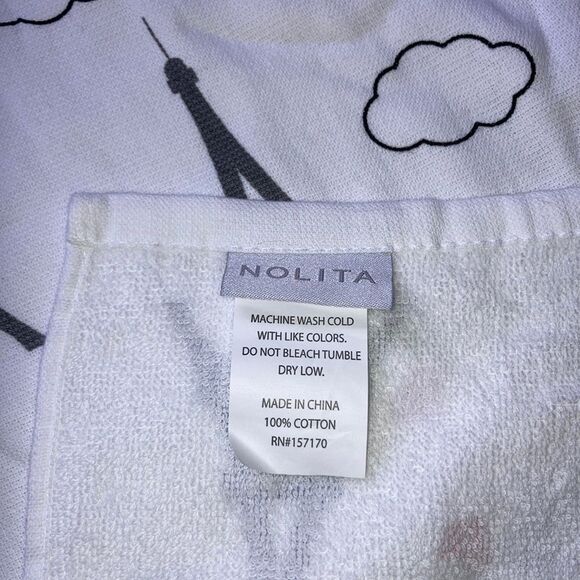 NOLITA
MACHINE WASH COLD
WITH LIKE COLORS.
DO NOT BLEACH TUMBLE
DRY LOW.
MADE IN CHINA
100% COTTON
RN#157170